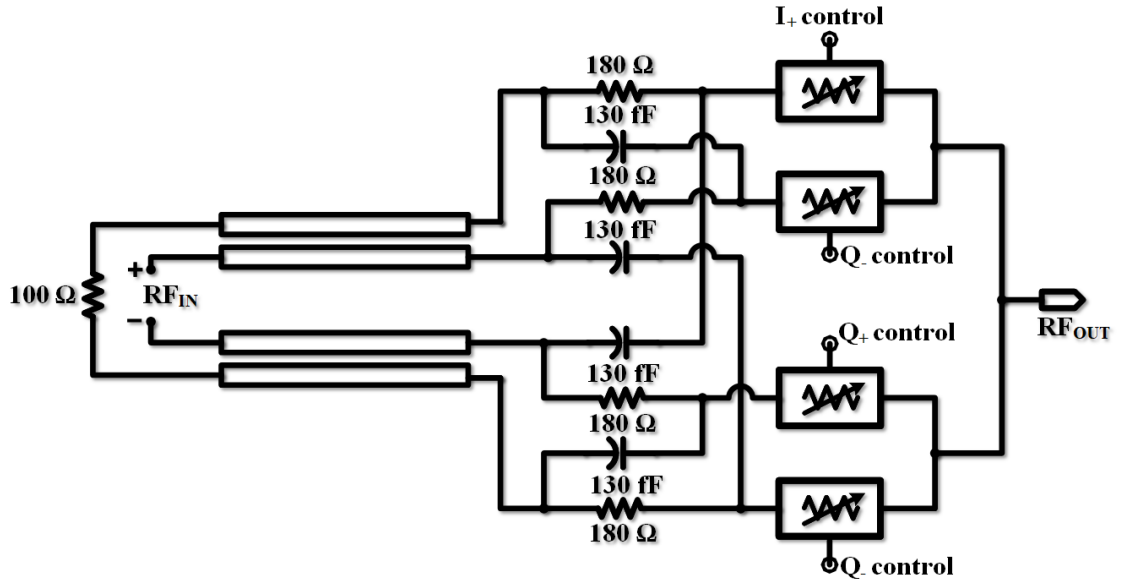 I+ control
180 Ω
130 fF
180 Ω
130 fF
Q- control
+
RFIN
100 Ω
−
Q+ control
RFOUT
130 fF
180 Ω
130 fF
180 Ω
Q- control